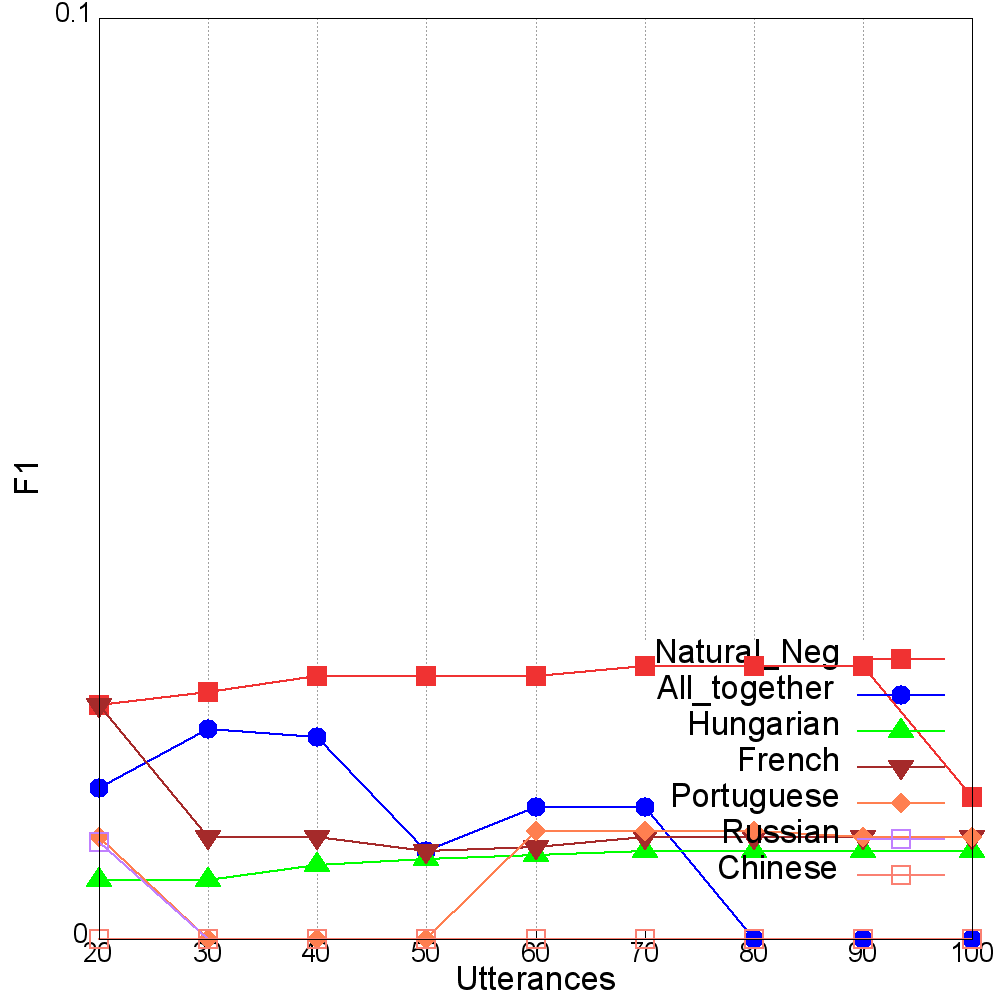 0.1
F1
Natural_Neg
All_together
Hungarian
French
Portuguese
Russian
Chinese
0
20 30 40 50 60 70 80 90 100
Utterances